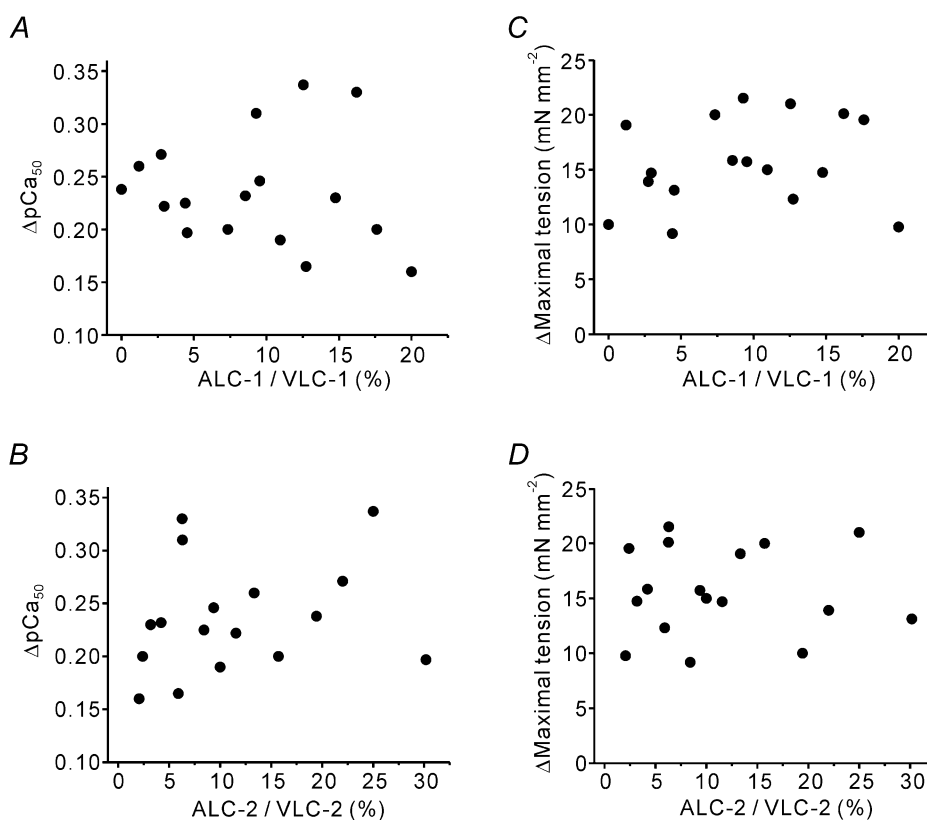 A
0.35
0.30
0.25
0.20
0.15
0.10
ΔpCa₅₀
0 5 10 15 20
ALC-1 / VLC-1 (%)
C
25
20
15
10
5
0
ΔMaximal tension (mN mm⁻²)
0 5 10 15 20
ALC-1 / VLC-1 (%)
B
0.35
0.30
0.25
0.20
0.15
0.10
ΔpCa₅₀
0 5 10 15 20 25 30
ALC-2 / VLC-2 (%)
D
25
20
15
10
5
0
ΔMaximal tension (mN mm⁻²)
0 5 10 15 20 25 30
ALC-2 / VLC-2 (%)